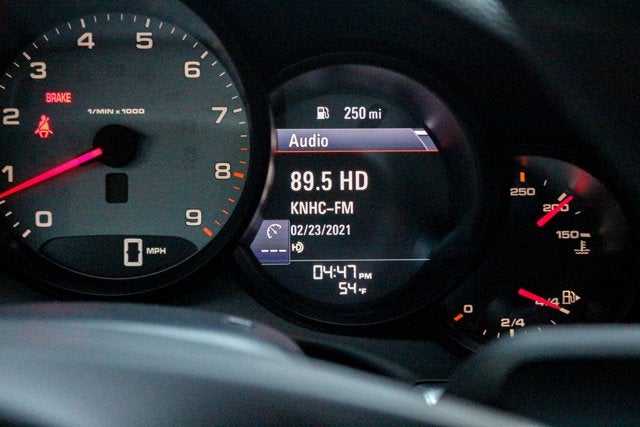 0
1
2
3
4
5
6
7
8
9
BRAKE
1/MIN x 1000
0 MPH
250 mi
Audio
89.5 HD
KNHC-FM
02/23/2021
---
HD
04:47 PM
54 °F
250
200
150
0
2/4
4/4